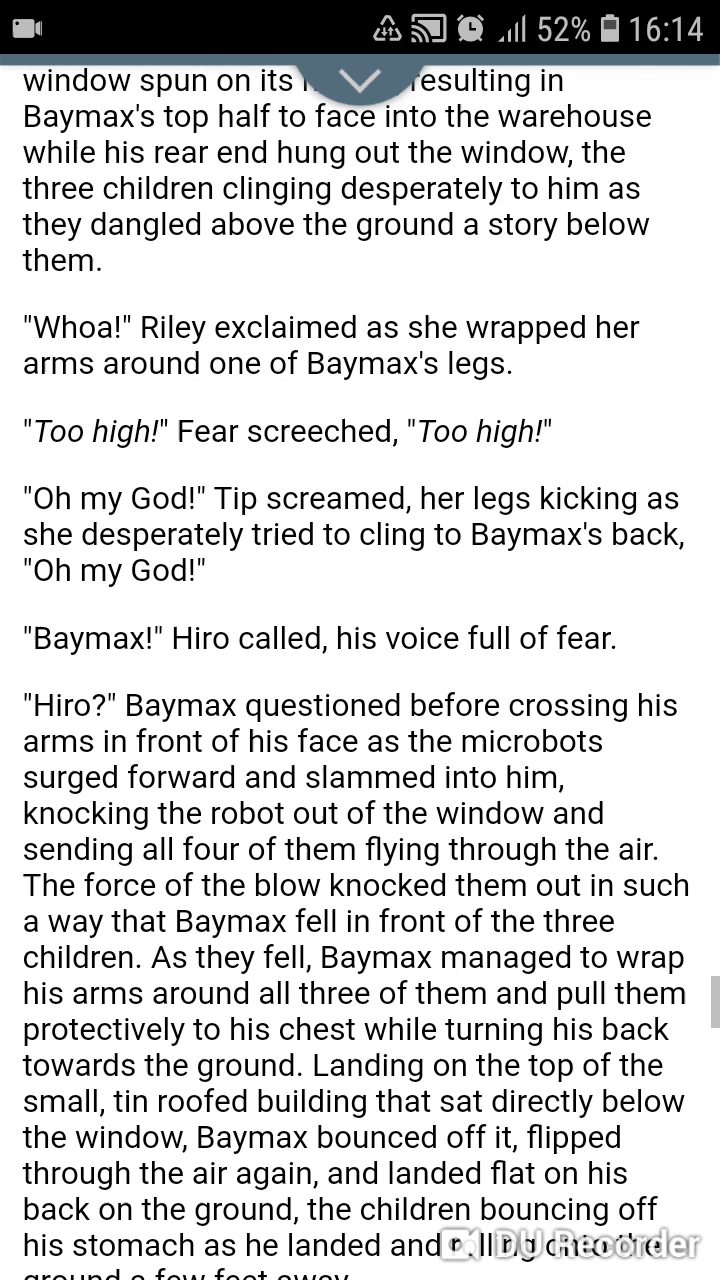 52% 16:14
window spun on its resulting in
Baymax's top half to face into the warehouse
while his rear end hung out the window, the
three children clinging desperately to him as
they dangled above the ground a story below
them.
"Whoa!" Riley exclaimed as she wrapped her
arms around one of Baymax's legs.
"Too high!" Fear screeched, "Too high!"
"Oh my God!" Tip screamed, her legs kicking as
she desperately tried to cling to Baymax's back,
"Oh my God!"
"Baymax!" Hiro called, his voice full of fear.
"Hiro?" Baymax questioned before crossing his
arms in front of his face as the microbots
surged forward and slammed into him,
knocking the robot out of the window and
sending all four of them flying through the air.
The force of the blow knocked them out in such
a way that Baymax fell in front of the three
children. As they fell, Baymax managed to wrap
his arms around all three of them and pull them
protectively to his chest while turning his back
towards the ground. Landing on the top of the
small, tin roofed building that sat directly below
the window, Baymax bounced off it, flipped
through the air again, and landed flat on his
back on the ground, the children bouncing off
his stomach as he landed and onto the
DU Recorder
ground a few feet away